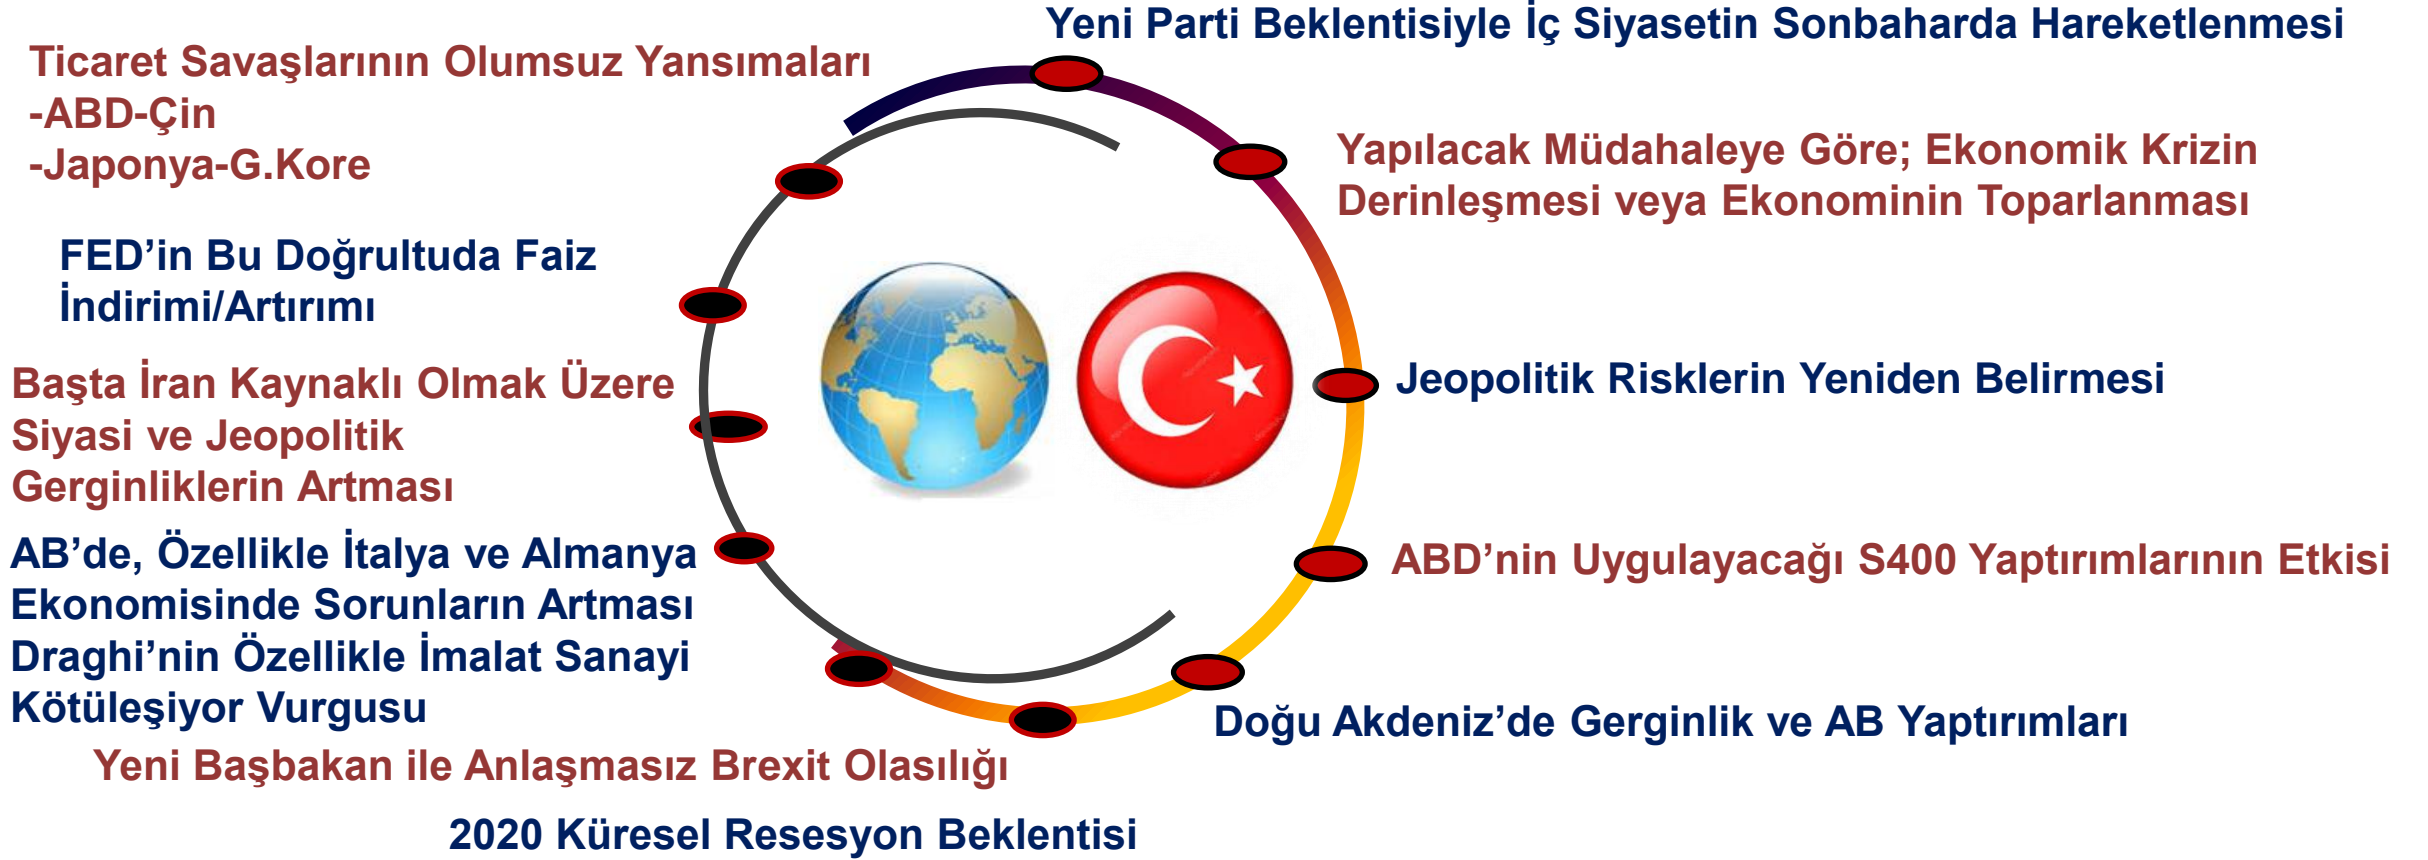 Yeni Parti Beklentisiyle İç Siyasetin Sonbaharda Hareketlenmesi
Ticaret Savaşlarının Olumsuz Yansımaları
-ABD-Çin
-Japonya-G.Kore
Yapılacak Müdahaleye Göre; Ekonomik Krizin
Derinleşmesi veya Ekonominin Toparlanması
FED’in Bu Doğrultuda Faiz
İndirimi/Artırımı
Başta İran Kaynaklı Olmak Üzere
Siyasi ve Jeopolitik
Gerginliklerin Artması
Jeopolitik Risklerin Yeniden Belirmesi
AB’de, Özellikle İtalya ve Almanya
Ekonomisinde Sorunların Artması
Draghi’nin Özellikle İmalat Sanayi
Kötüleşiyor Vurgusu
ABD’nin Uygulayacağı S400 Yaptırımlarının Etkisi
Doğu Akdeniz’de Gerginlik ve AB Yaptırımları
Yeni Başbakan ile Anlaşmasız Brexit Olasılığı
2020 Küresel Resesyon Beklentisi